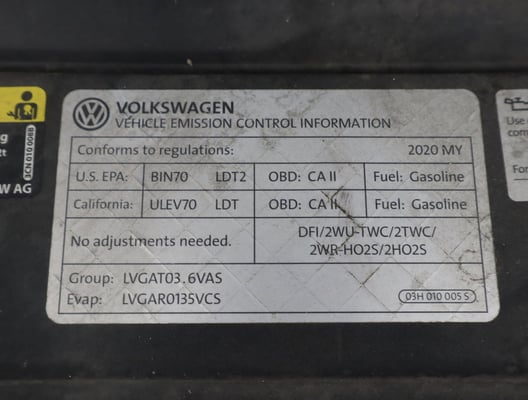 VOLKSWAGEN
VEHICLE EMISSION CONTROL INFORMATION
Conforms to regulations: 2020 MY
U.S. EPA: BIN70 LDT2 OBD: CA II Fuel: Gasoline
California: ULEV70 LDT OBD: CA II Fuel: Gasoline
No adjustments needed.
DFI/2WU-TWC/2TWC/
2WR-HO2S/2HO2S
Group: LVGAT03.6VAS
Evap: LVGAR0135VCS
03H 010 005 S
W AG
Use
For